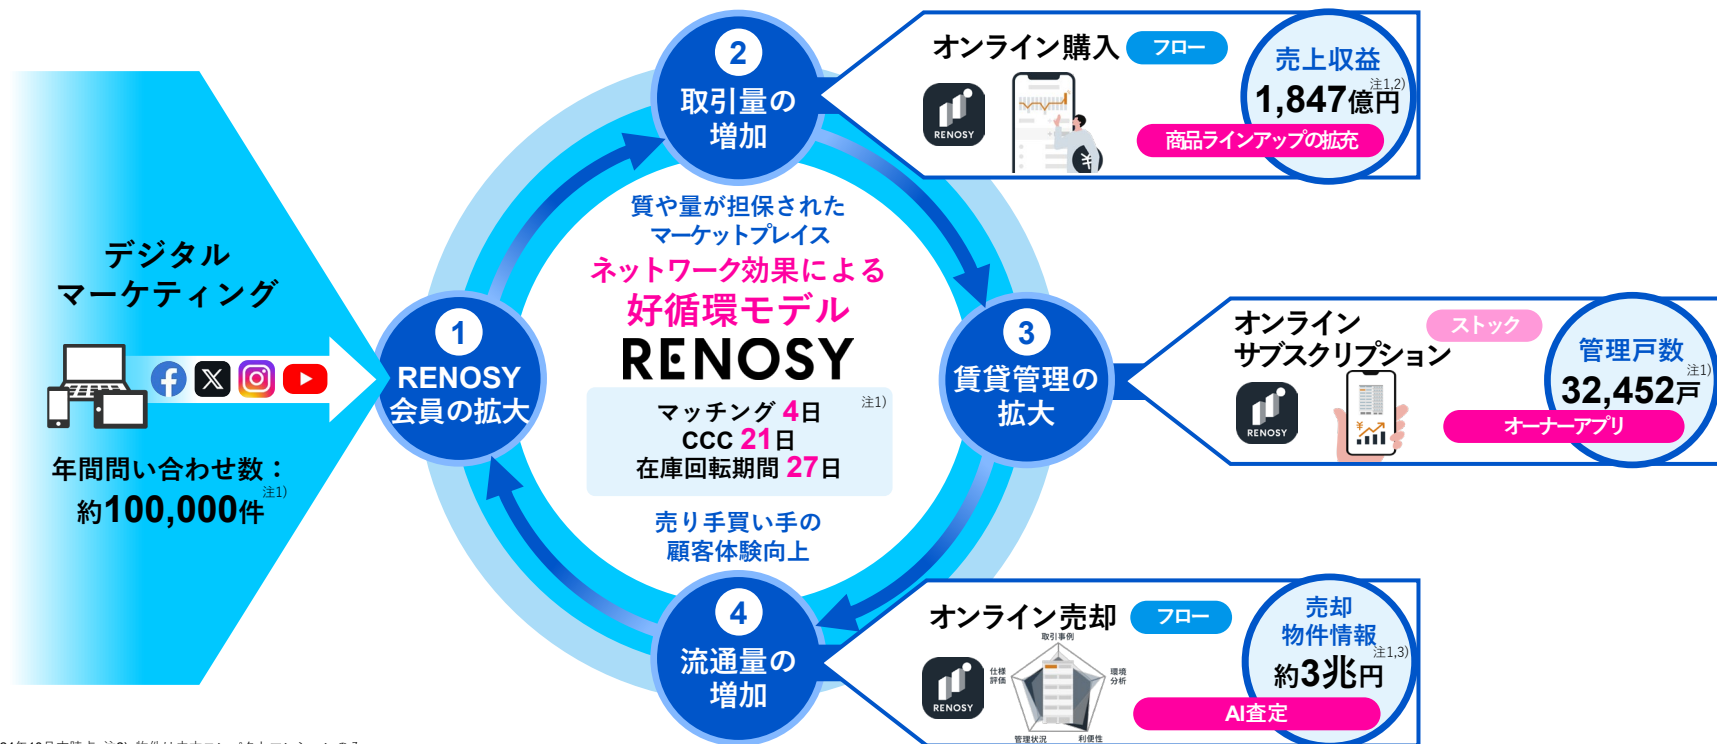 デジタル
マーケティング
年間問い合わせ数：
約100,000件 注1)
1
RENOSY
会員の拡大
2
取引量の
増加
3
賃貸管理の
拡大
4
流通量の
増加
質や量が担保された
マーケットプレイス
ネットワーク効果による
好循環モデル
RENOSY
マッチング 4日 注1)
CCC 21日
在庫回転期間 27日
売り手買い手の
顧客体験向上
オンライン購入 フロー
RENOSY
¥
売上収益
1,847億円 注1,2)
商品ラインアップの拡充
オンライン
サブスクリプション
ストック
RENOSY
¥
管理戸数
32,452戸 注1)
オーナーアプリ
オンライン売却 フロー
RENOSY
取引事例
仕様
評価
環境
分析
管理状況
利便性
売却
物件情報
約3兆円 注1,3)
AI査定